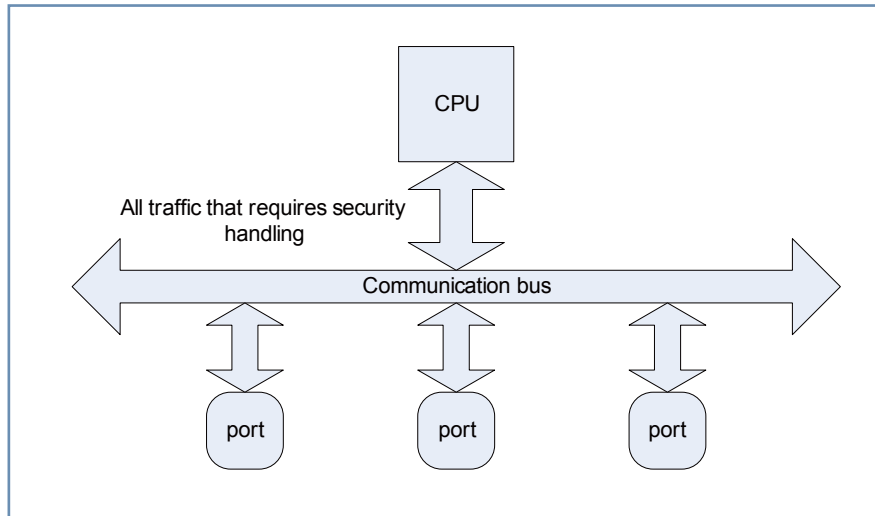 CPU
All traffic that requires security
handling
Communication bus
port
port
port